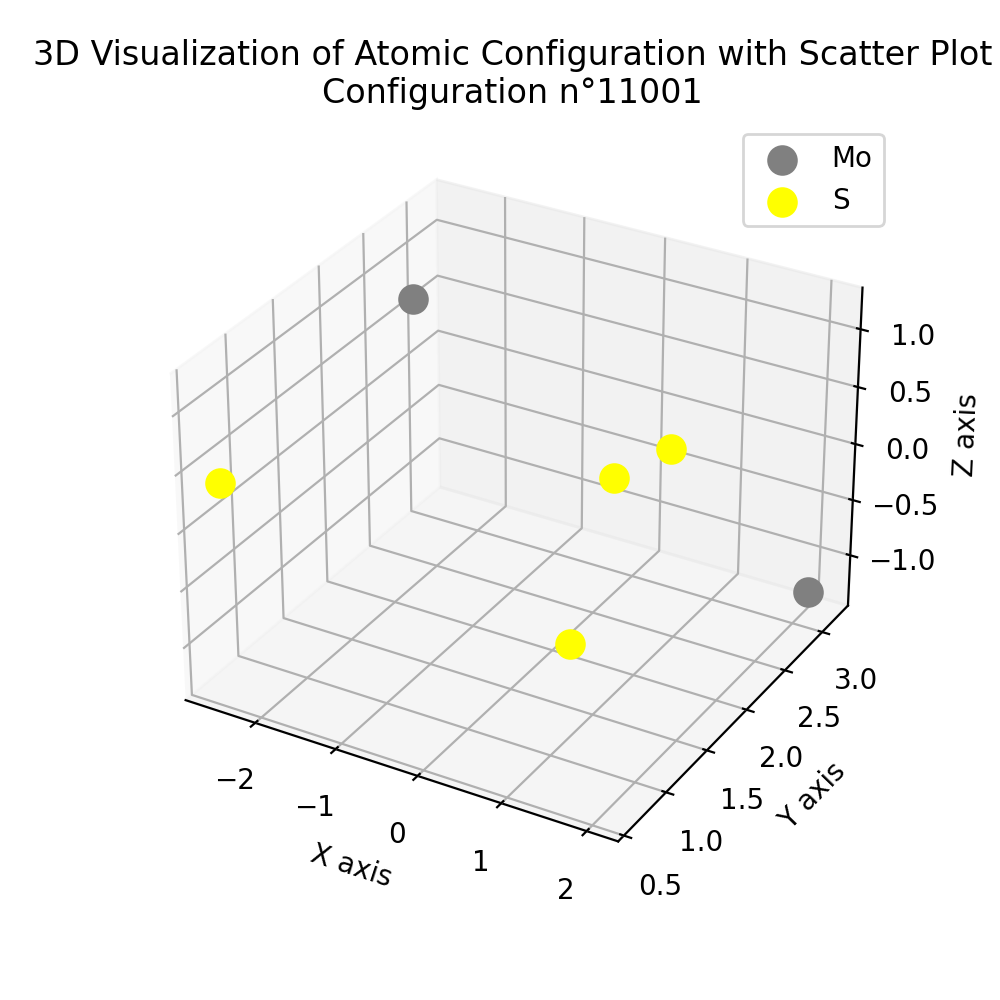 3D Visualization of Atomic Configuration with Scatter Plot
Configuration n°11001
Mo
S
1.0
0.5
0.0
−0.5
−1.0
Z axis
3.0
2.5
2.0
1.5
1.0
0.5
Y axis
−2
−1
0
1
2
X axis